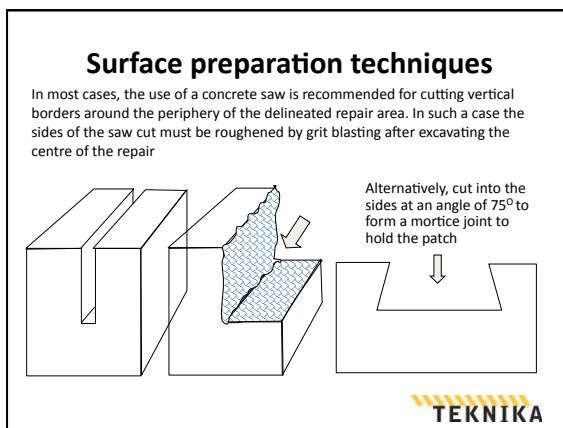 Surface preparation techniques
In most cases, the use of a concrete saw is recommended for cutting vertical
borders around the periphery of the delineated repair area. In such a case the
sides of the saw cut must be roughened by grit blasting after excavating the
centre of the repair
Alternatively, cut into the
sides at an angle of 75⁰ to
form a mortice joint to
hold the patch
TEKNIKA